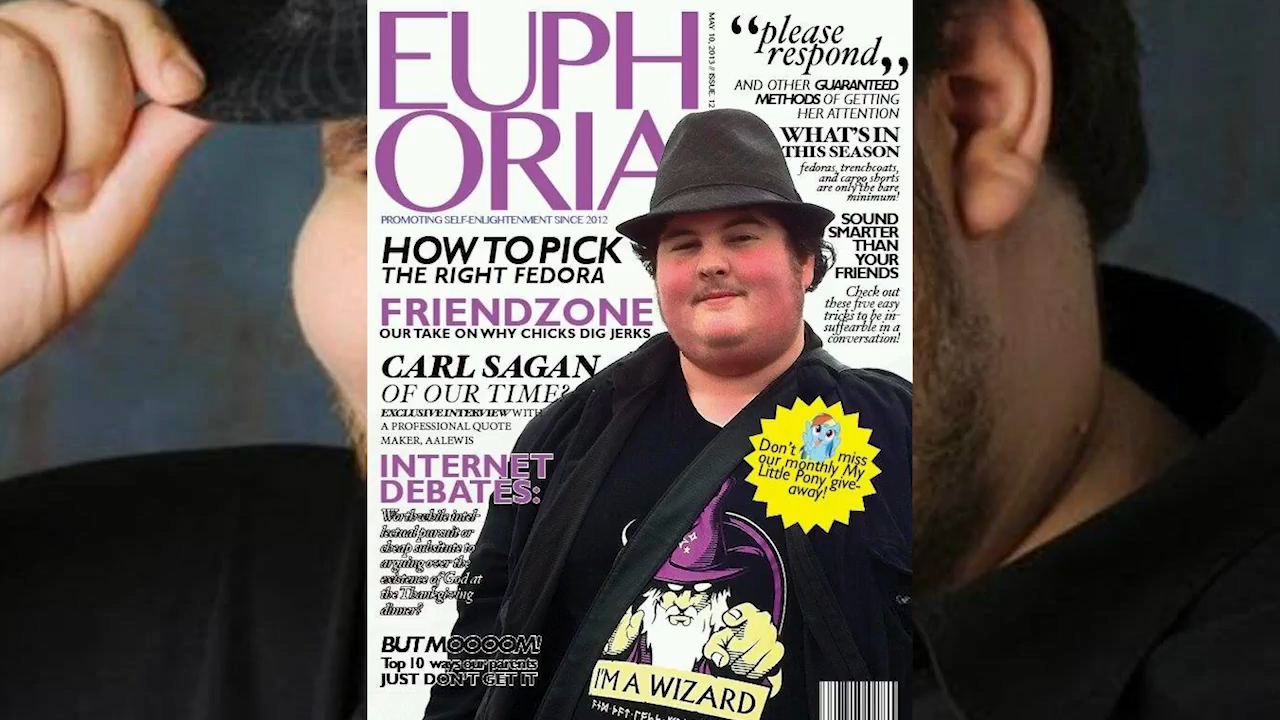 EUPH
ORIA
MAY 10, 2013 // ISSUE. 12
PROMOTING SELF-ENLIGHTENMENT SINCE 2012
HOW TO PICK
THE RIGHT FEDORA
FRIENDZONE
OUR TAKE ON WHY CHICKS DIG JERKS
CARL SAGAN
OF OUR TIME?
EXCLUSIVE INTERVIEW WITH
A PROFESSIONAL QUOTE
MAKER, AALEWIS
INTERNET
DEBATES:
Worthwhile intel-
lectual pursuit or
cheap subsitute to
arguing over the
existence of God at
the Thanksgiving
dinner?
BUT MOOOOM!
Top 10 ways our parents
JUST DON'T GET IT
“please
respond„
AND OTHER GUARANTEED
METHODS OF GETTING
HER ATTENTION
WHAT'S IN
THIS SEASON
fedoras, trenchcoats,
and cargo shorts
are only the bare
minimum!
SOUND
SMARTER
THAN
YOUR
FRIENDS
Check out
these five easy
tricks to be in-
suffearble in a
conversation!
Don't miss
our monthly My
Little Pony give-
away!
I'M A WIZARD